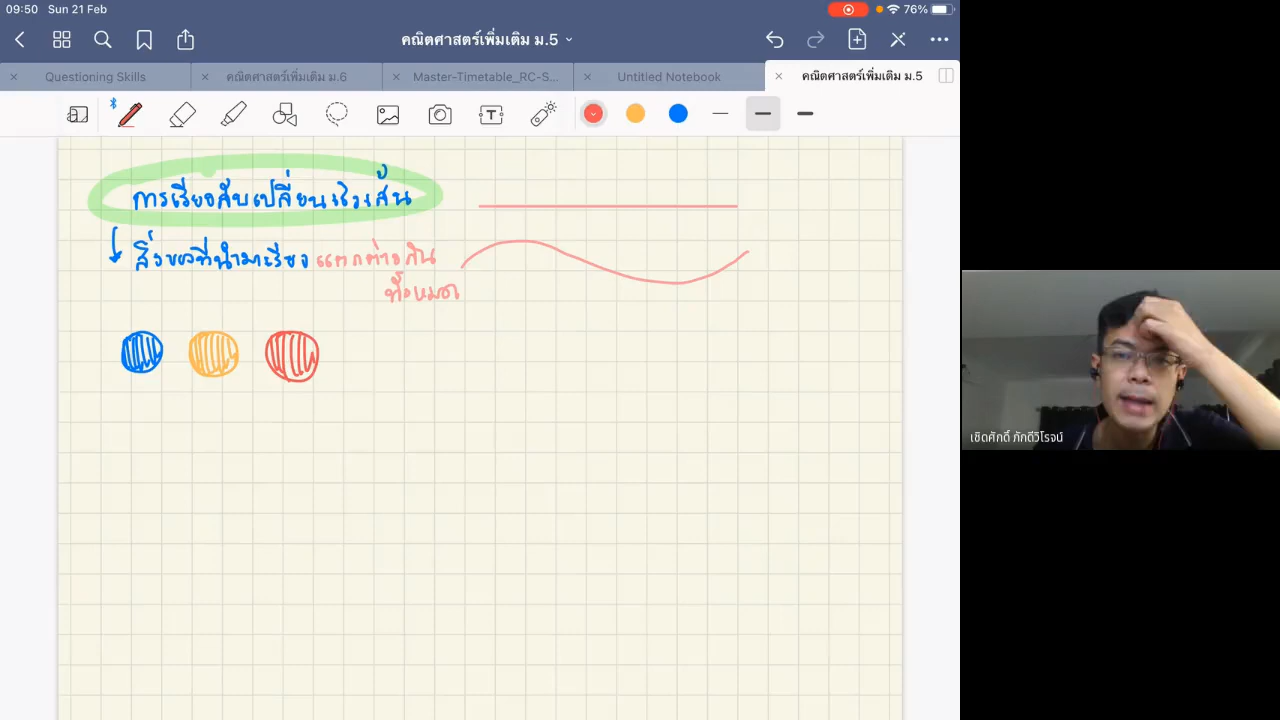 09:50 Sun 21 Feb
76%
คณิตศาสตร์เพิ่มเติม ม.5
Questioning Skills
คณิตศาสตร์เพิ่มเติม ม.6
Master-Timetable_RC-S...
Untitled Notebook
คณิตศาสตร์เพิ่มเติม ม.5
T
การเรียงสับเปลี่ยนเชิงเส้น
สิ่งของที่นำมาเรียง แตกต่างกัน
ทั้งหมด
เชิดศักดิ์ ภักดีวิโรจน์